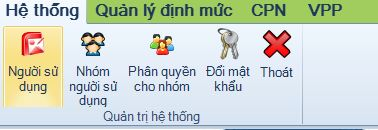 Hệ thống Quản lý định mức CPN VPP
Người sử Nhóm Phân quyền Đổi mật Thoát
dụng người sử cho nhóm khẩu
dụng
Quản trị hệ thống